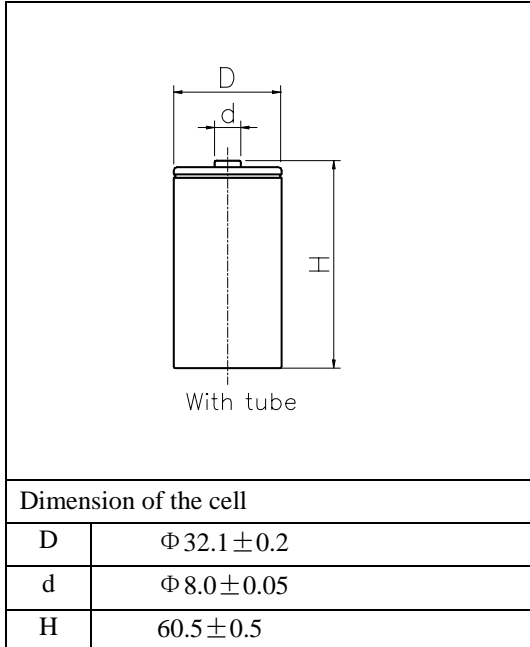 D
d
H
With tube
Dimension of the cell
D Φ32.1±0.2
d Φ8.0±0.05
H 60.5±0.5